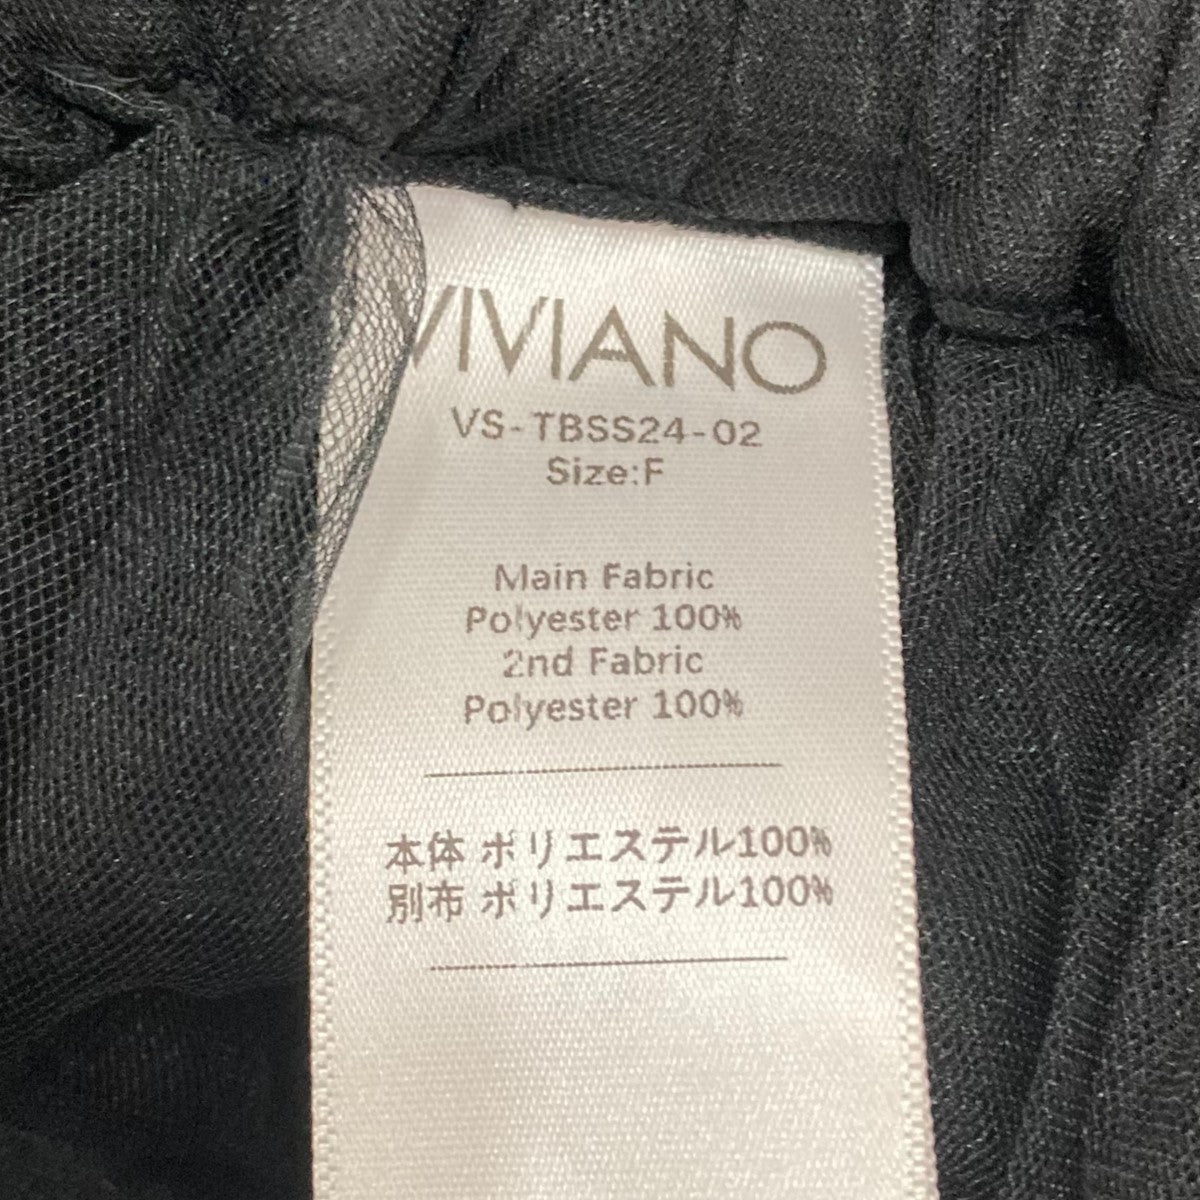 VIVIANO
VS-TBSS24-02
Size:F
Main Fabric
Polyester 100%
2nd Fabric
Polyester 100%
本体 ポリエステル100%
別布 ポリエステル100%